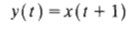 y(t) = x(t + 1)